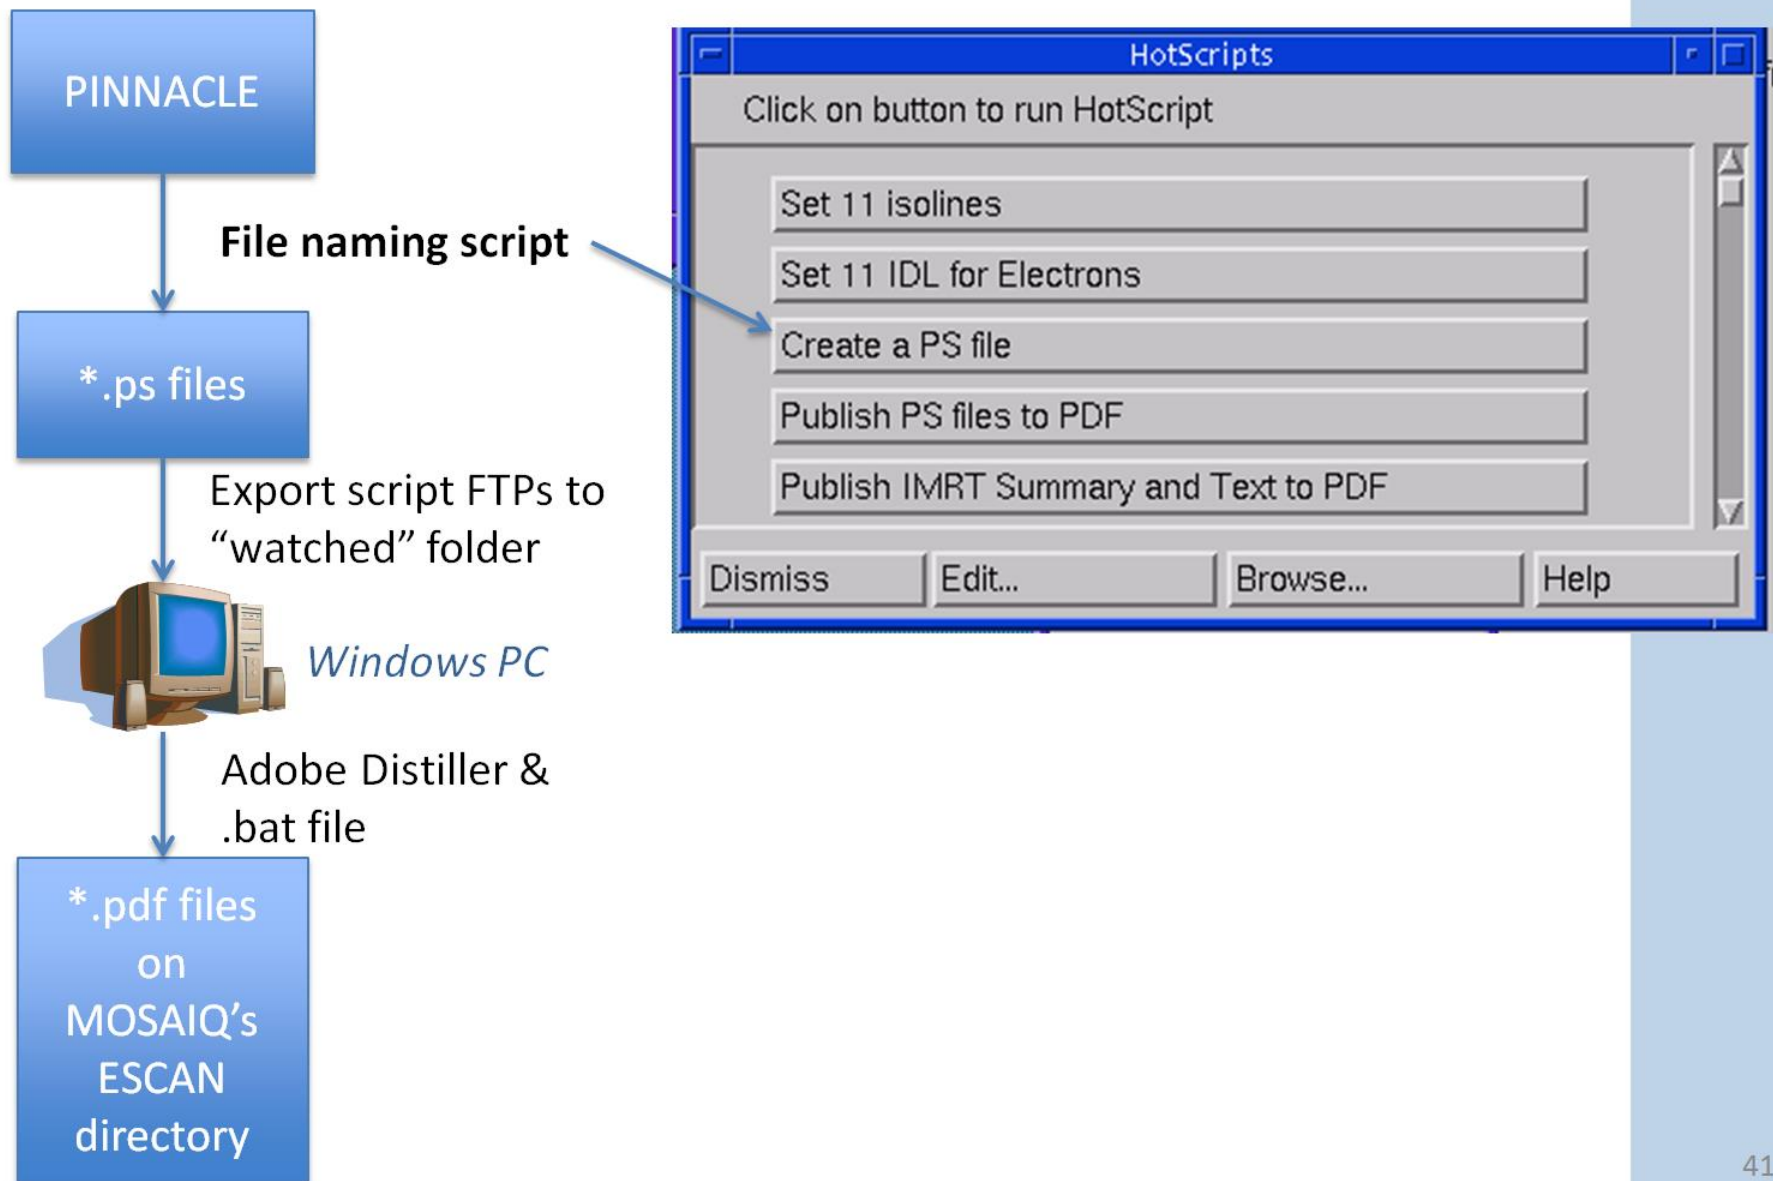 PINNACLE
File naming script
*.ps files
Export script FTPs to
“watched” folder
Windows PC
Adobe Distiller &
.bat file
*.pdf files
on
MOSAIQ’s
ESCAN
directory
HotScripts
Click on button to run HotScript
Set 11 isolines
Set 11 IDL for Electrons
Create a PS file
Publish PS files to PDF
Publish IMRT Summary and Text to PDF
Dismiss
Edit...
Browse...
Help
41